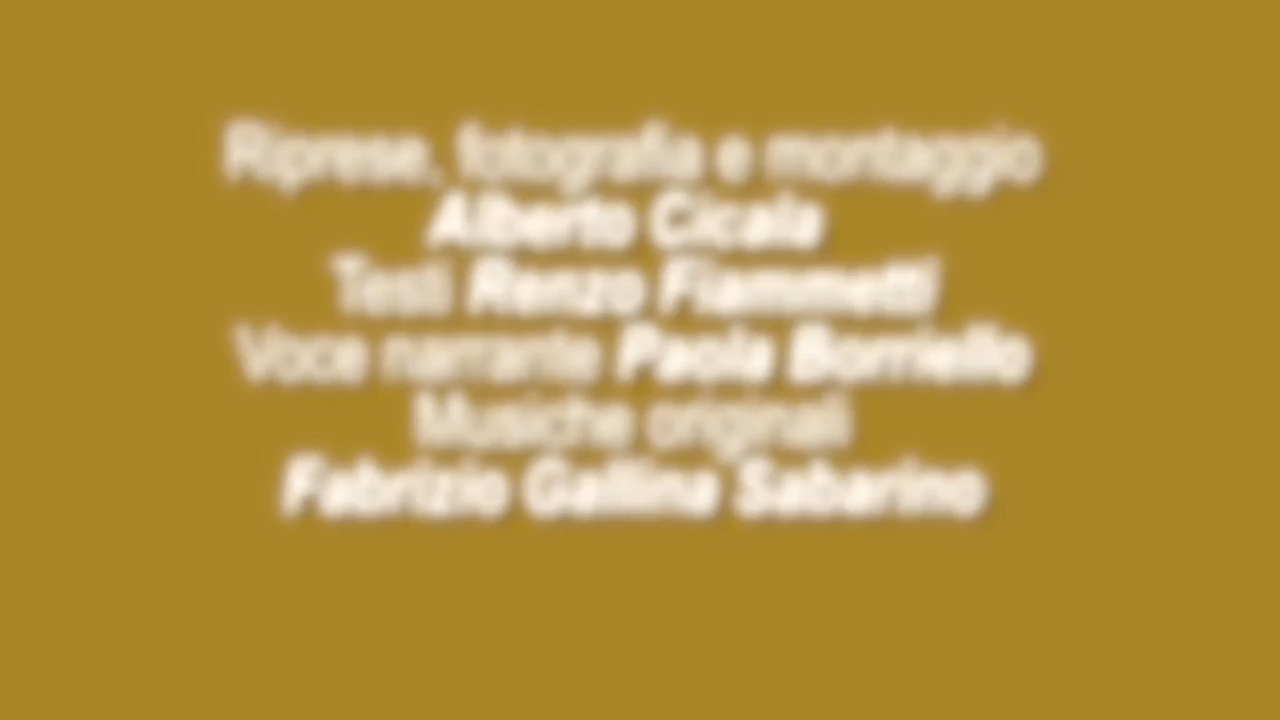 Riprese, fotografia e montaggio
Alberto Cicala
Testi Renzo Fiammetti
Voce narrante Paola Borriello
Musiche originali
Fabrizio Gallina Sabarino